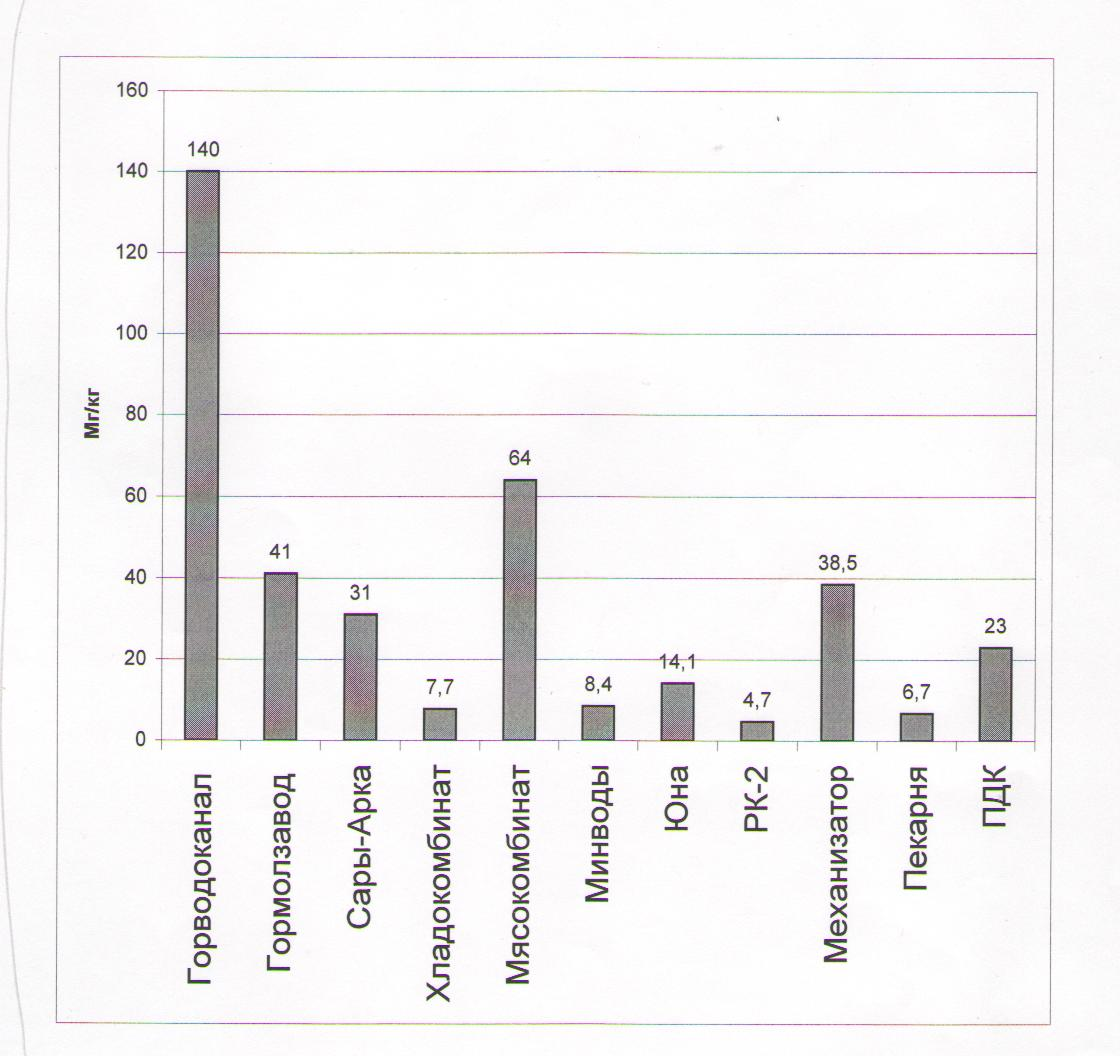 160
140
120
100
80
60
40
20
0
Мг/кг
140
41
31
7,7
64
8,4
14,1
4,7
38,5
6,7
23
Горводоканал
Гормолзавод
Сары-Арка
Хладокомбинат
Мясокомбинат
Минводы
Юна
РК-2
Механизатор
Пекарня
ПДК